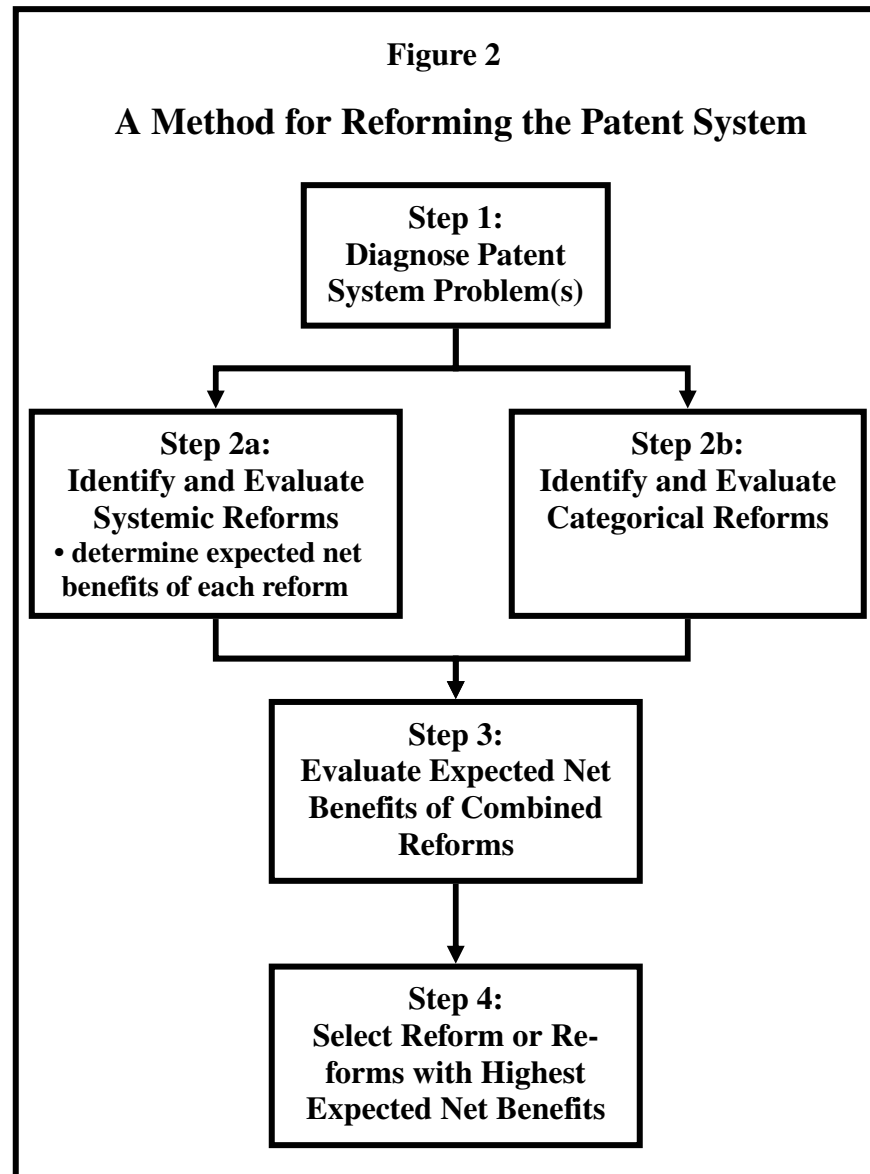 Figure 2
A Method for Reforming the Patent System
Step 1:
Diagnose Patent
System Problem(s)
Step 2a:
Identify and Evaluate
Systemic Reforms
• determine expected net
benefits of each reform
Step 2b:
Identify and Evaluate
Categorical Reforms
Step 3:
Evaluate Expected Net
Benefits of Combined
Reforms
Step 4:
Select Reform or Re-
forms with Highest
Expected Net Benefits